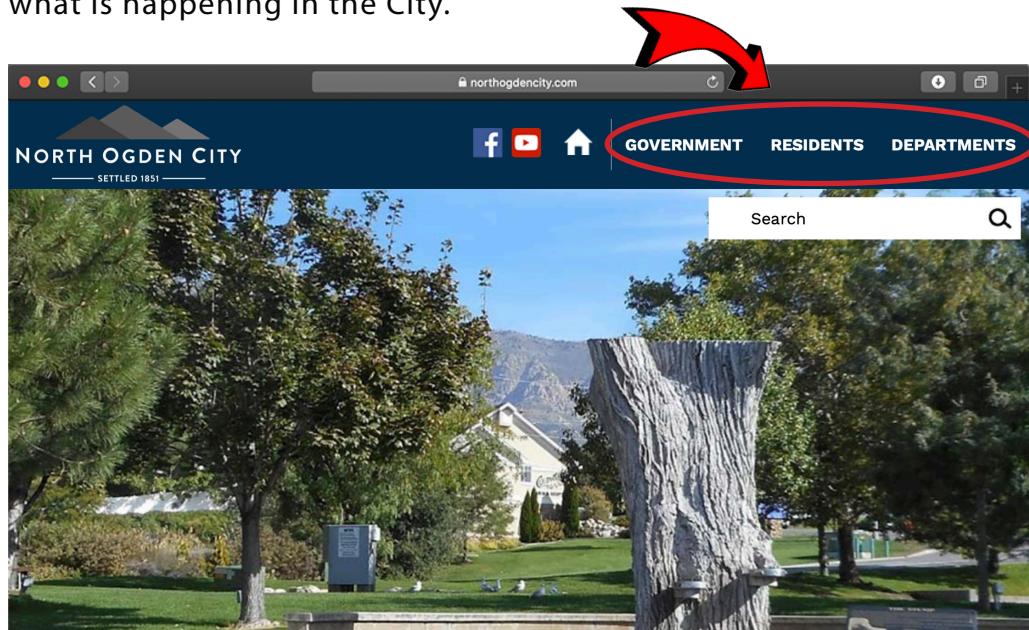 what is happening in the City.
northogdencity.com
NORTH OGDEN CITY
SETTLED 1851
GOVERNMENT RESIDENTS DEPARTMENTS
Search